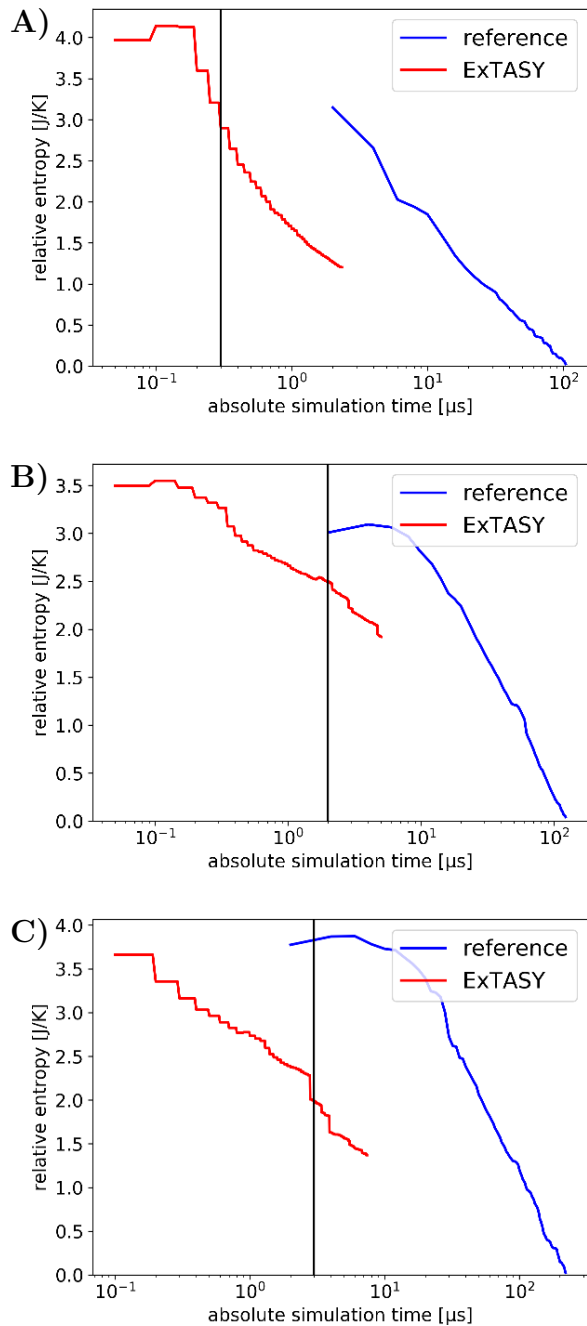 A)
4.0
3.5
3.0
2.5
2.0
1.5
1.0
0.5
0.0
relative entropy [J/K]
reference
ExTASY
10⁻¹ 10⁰ 10¹ 10²
absolute simulation time [µs]
B)
3.5
3.0
2.5
2.0
1.5
1.0
0.5
0.0
relative entropy [J/K]
reference
ExTASY
10⁻¹ 10⁰ 10¹ 10²
absolute simulation time [µs]
C)
4.0
3.5
3.0
2.5
2.0
1.5
1.0
0.5
0.0
relative entropy [J/K]
reference
ExTASY
10⁻¹ 10⁰ 10¹ 10²
absolute simulation time [µs]